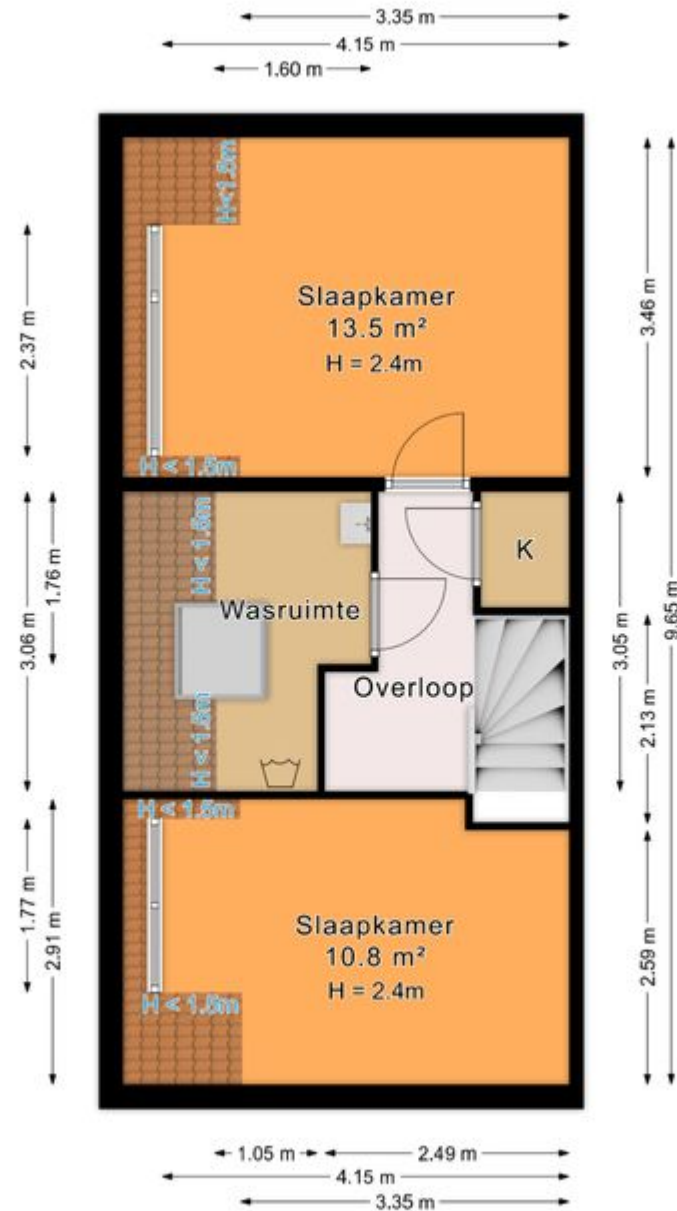 3.35 m
4.15 m
1.60 m
H<1.5m
Slaapkamer
13.5 m²
H = 2.4m
2.37 m
3.46 m
H < 1.5m
H < 1.5m
K
1.76 m
Wasruimte
3.06 m
3.05 m
9.65 m
Overloop
2.13 m
H < 1.5m
H < 1.5m
Slaapkamer
10.8 m²
H = 2.4m
1.77 m
2.91 m
2.59 m
H < 1.5m
1.05 m
2.49 m
4.15 m
3.35 m